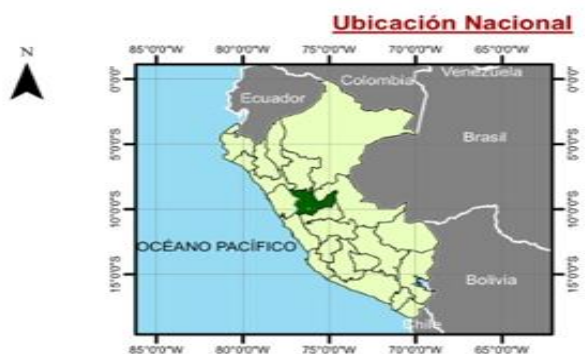 Ubicación Nacional
N
85°0'0"W 80°0'0"W 75°0'0"W 70°0'0"W 65°0'0"W
0°0'0" 0°0'0"
Colombia
Venezuela
Ecuador
5°0'0"S 5°0'0"S
Brasil
10°0'0"S 10°0'0"S
OCÉANO PACÍFICO
15°0'0"S 15°0'0"S
Bolivia
Chile
85°0'0"W 80°0'0"W 75°0'0"W 70°0'0"W 65°0'0"W